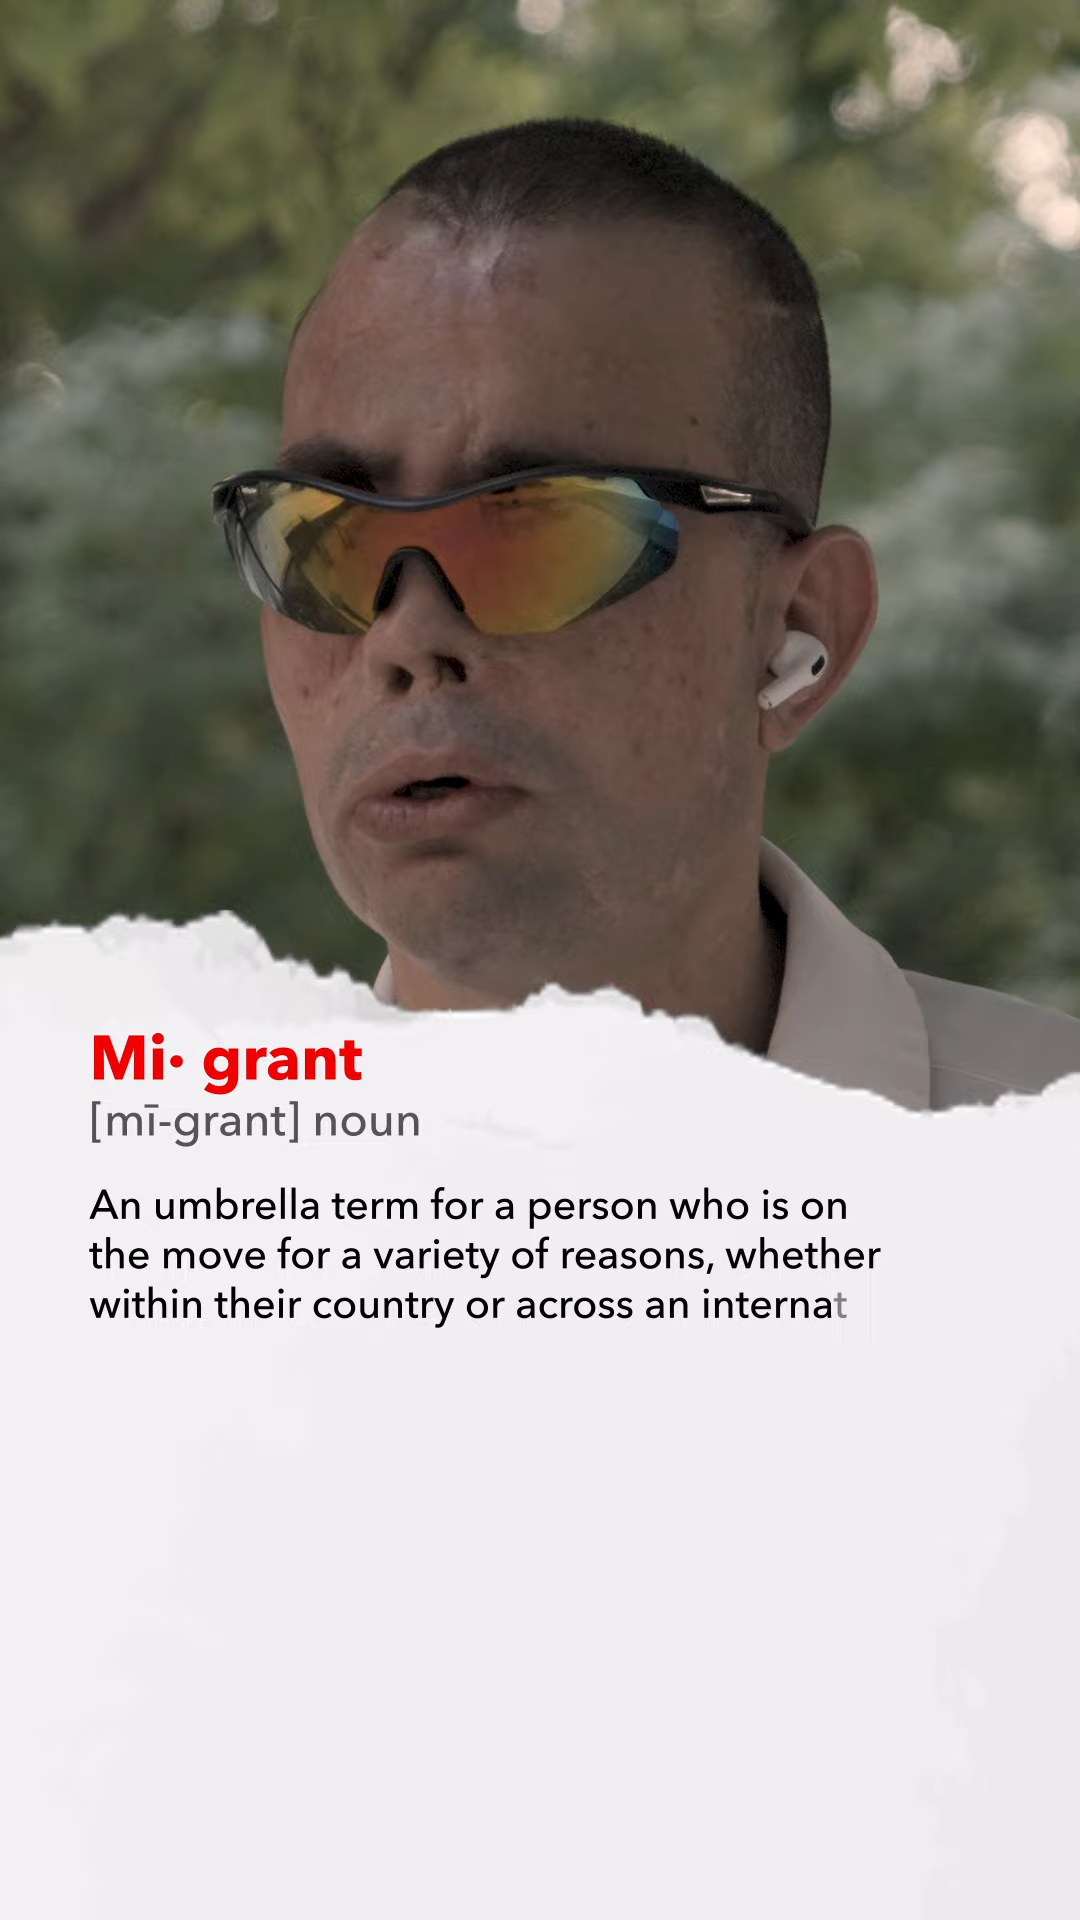 Mi· grant
[mī-grant] noun
An umbrella term for a person who is on
the move for a variety of reasons, whether
within their country or across an internat